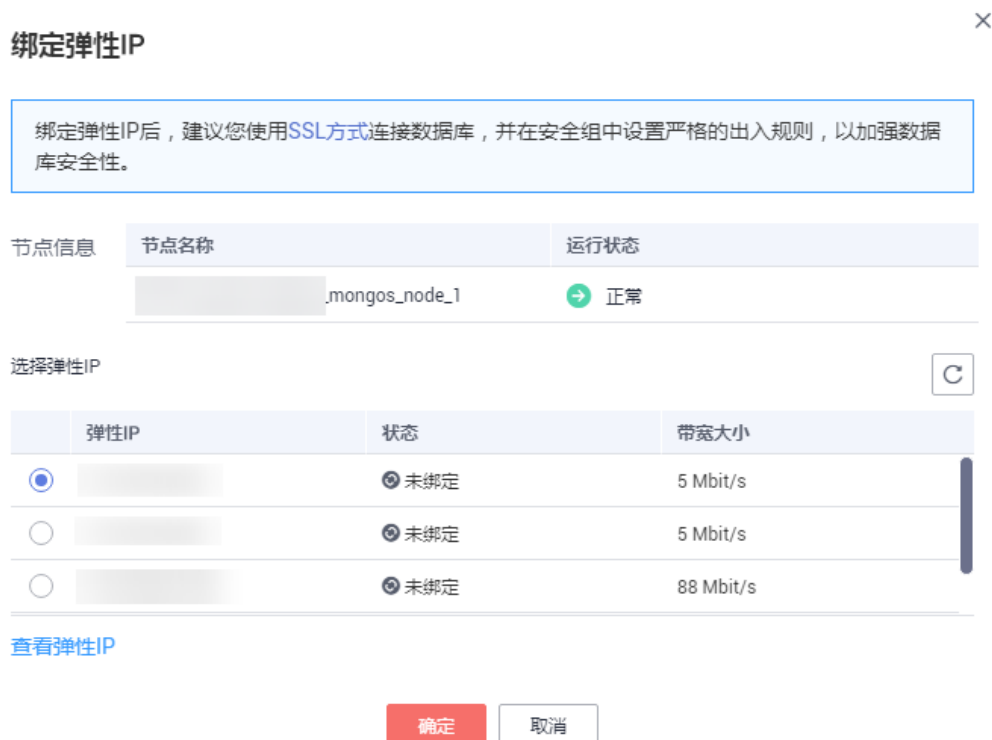 绑定弹性IP
绑定弹性IP后，建议您使用SSL方式连接数据库，并在安全组中设置严格的出入规则，以加强数据
库安全性。
节点信息
节点名称 运行状态
_mongos_node_1 正常
选择弹性IP
弹性IP 状态 带宽大小
未绑定 5 Mbit/s
未绑定 5 Mbit/s
未绑定 88 Mbit/s
查看弹性IP
确定 取消